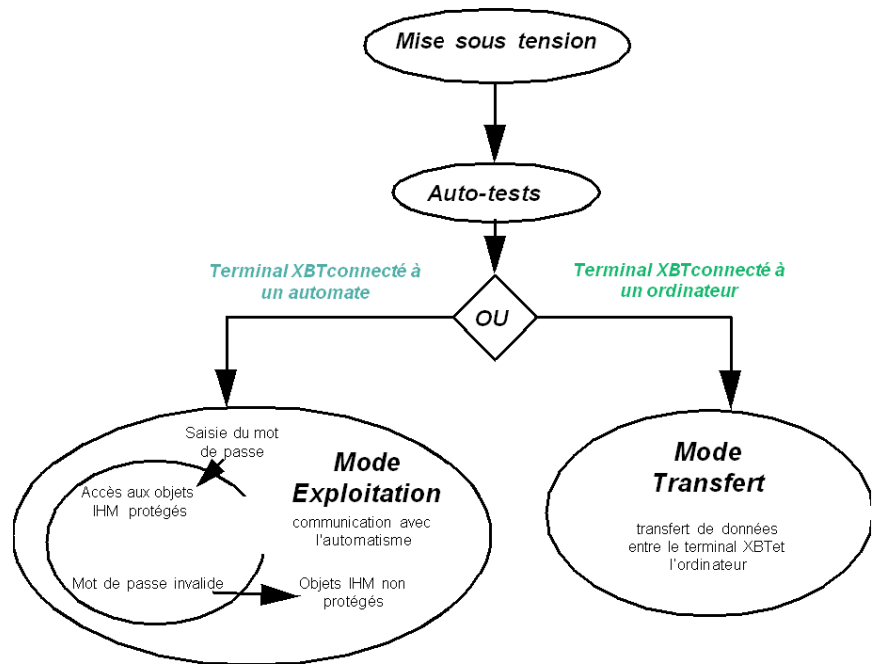 Mise sous tension
Auto-tests
Terminal XBTconnecté à
un automate
Terminal XBTconnecté à
un ordinateur
OU
Saisie du mot
de passe
Accès aux objets
IHM protégés
Mode
Exploitation
communication avec
l'automatisme
Mot de passe invalide
Objets IHM non
protégés
Mode
Transfert
transfert de données
entre le terminal XBTet
l'ordinateur